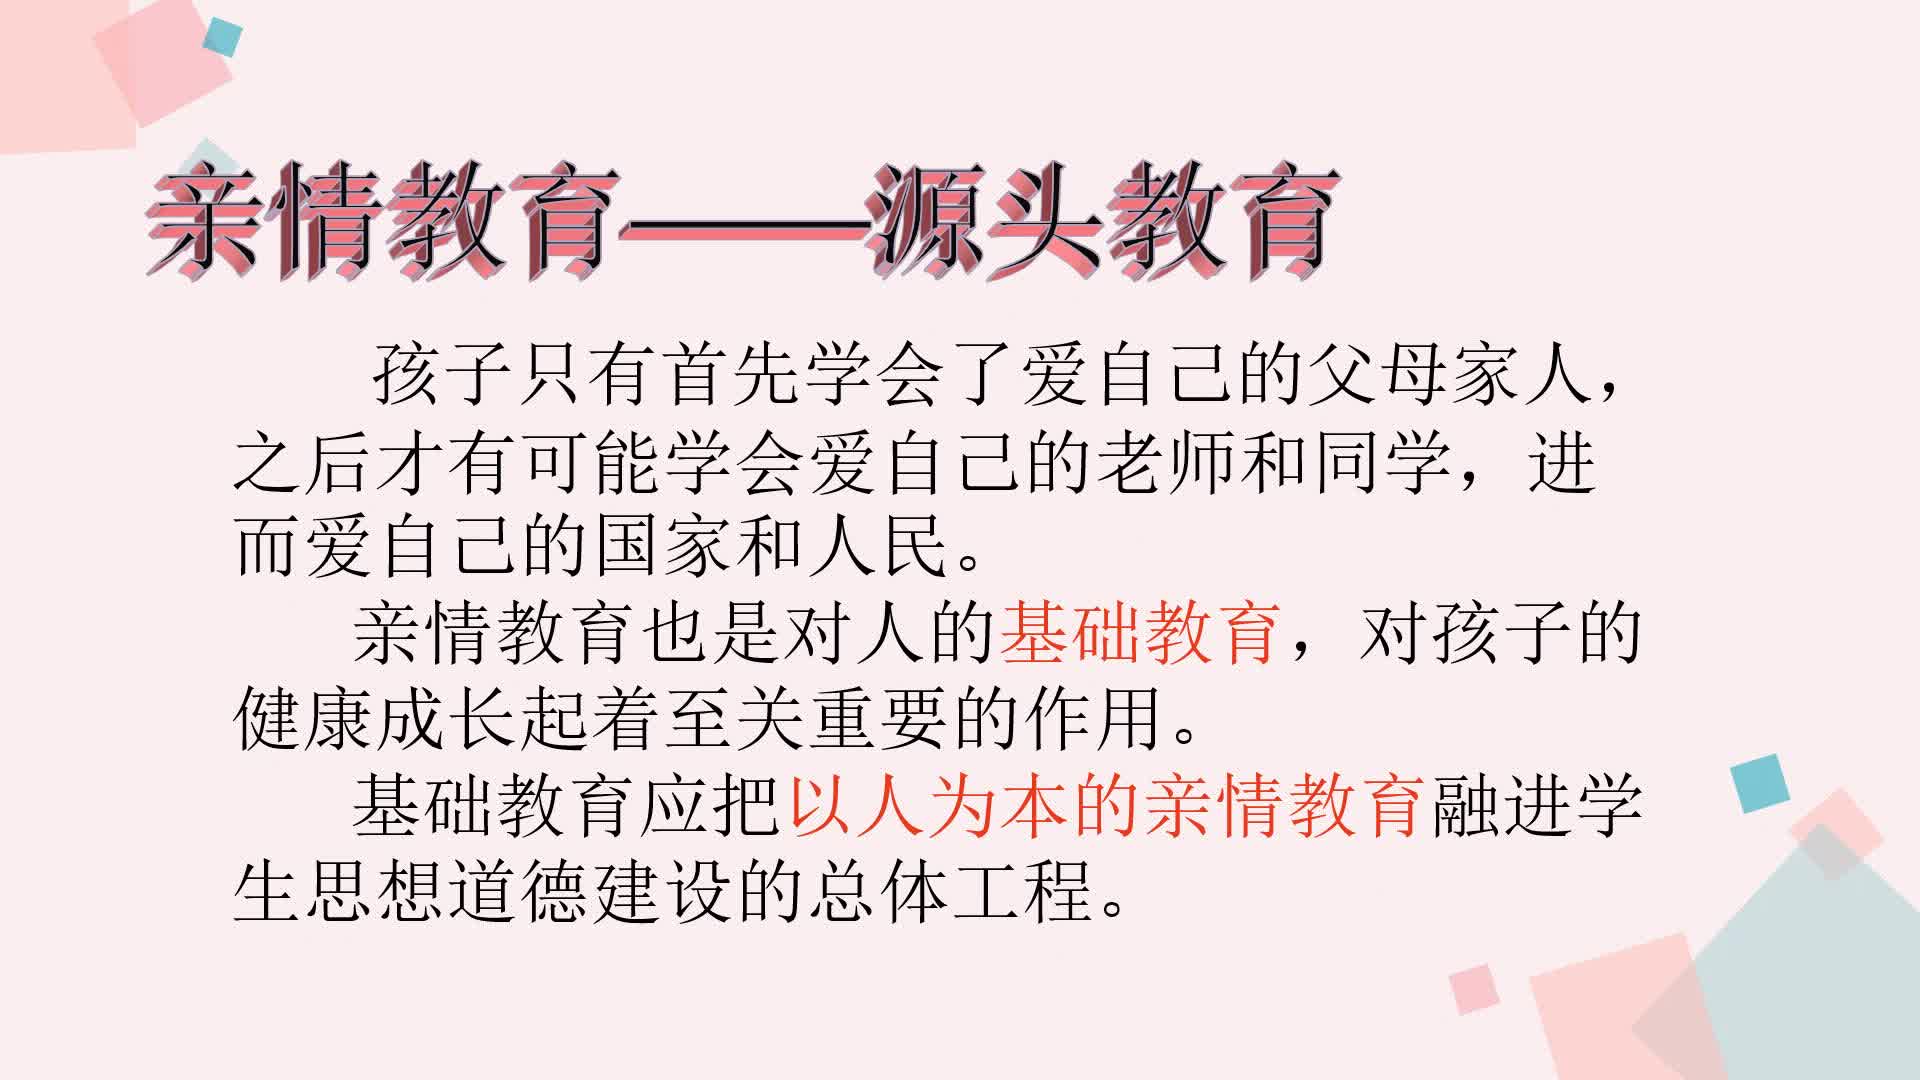 亲情教育——源头教育
孩子只有首先学会了爱自己的父母家人，
之后才有可能学会爱自己的老师和同学，进
而爱自己的国家和人民。
亲情教育也是对人的基础教育，对孩子的
健康成长起着至关重要的作用。
基础教育应把以人为本的亲情教育融进学
生思想道德建设的总体工程。